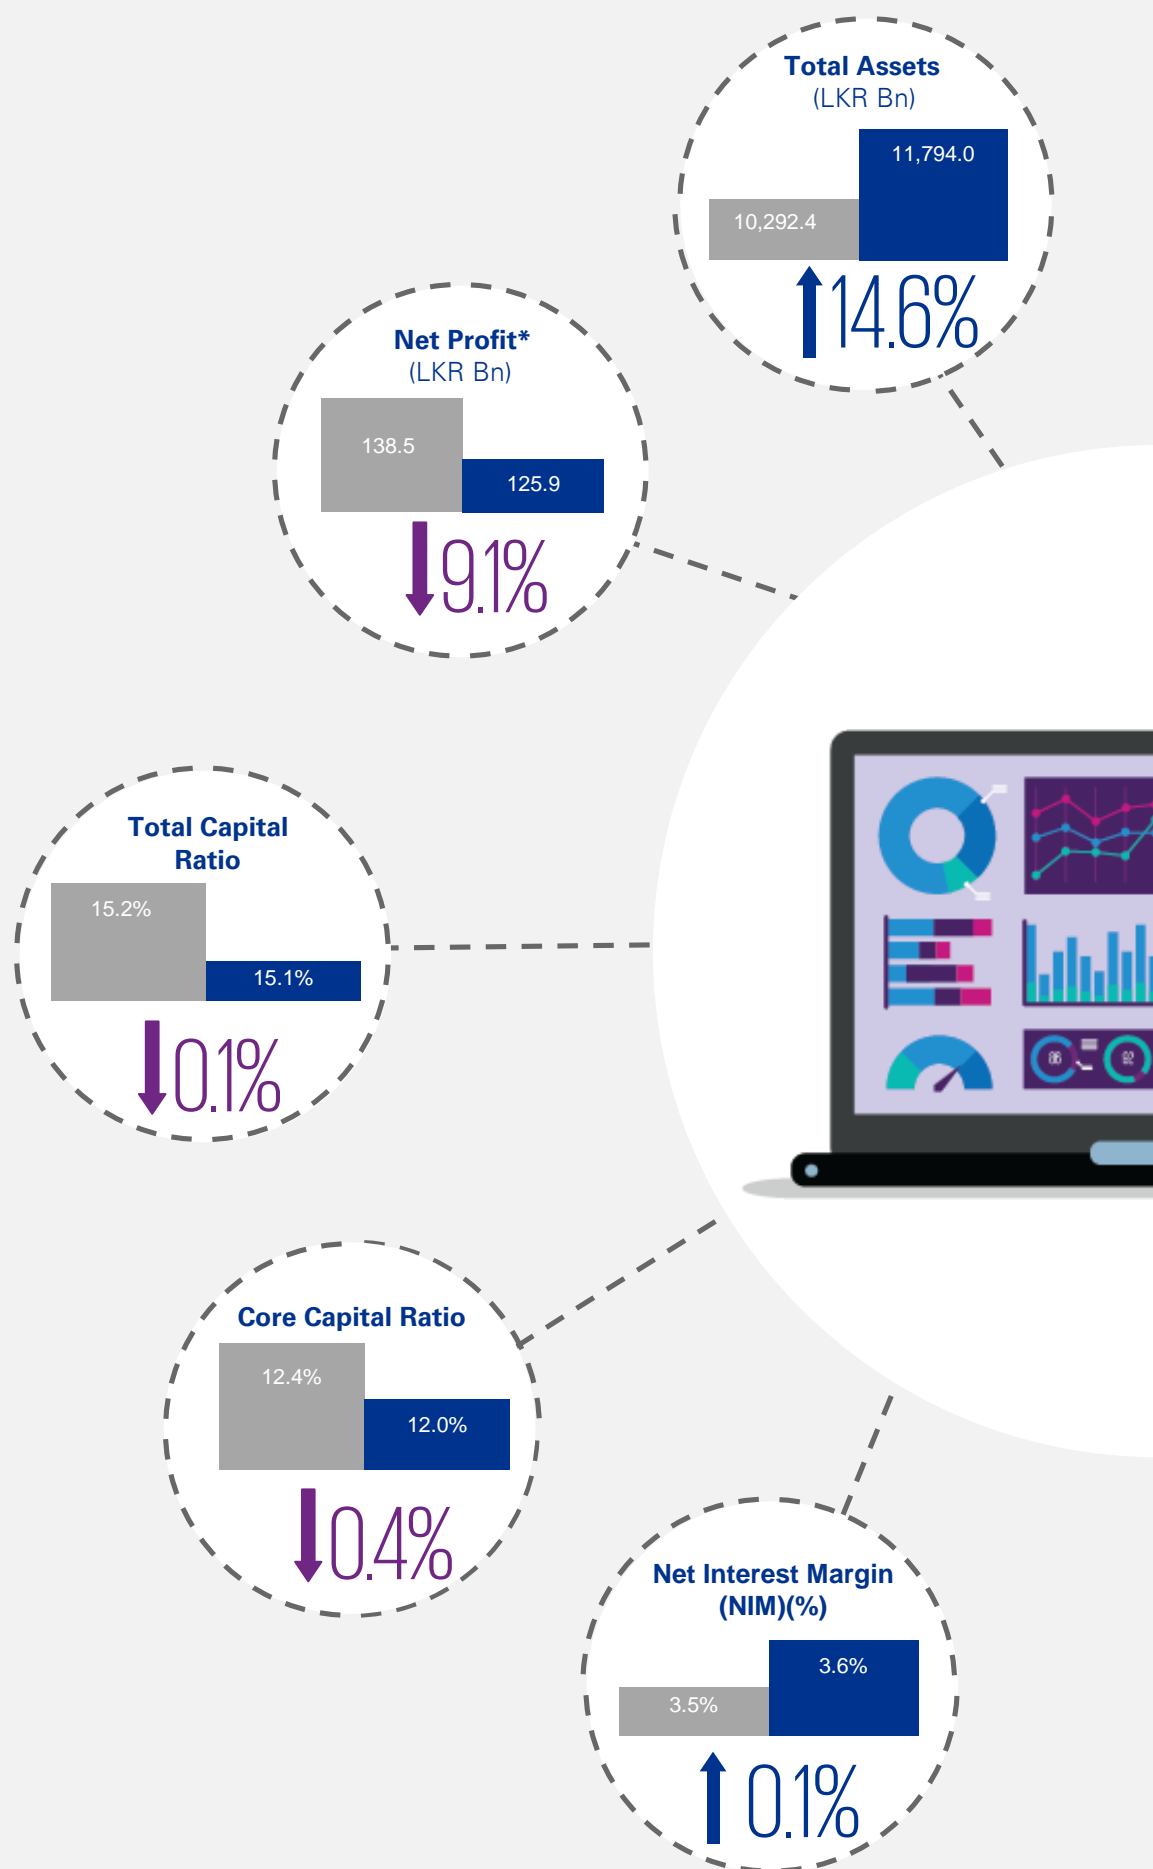 Total Assets
(LKR Bn)
11,794.0
10,292.4
14.6%
Net Profit*
(LKR Bn)
138.5
125.9
9.1%
Total Capital
Ratio
15.2%
15.1%
0.1%
Core Capital Ratio
12.4%
12.0%
0.4%
Net Interest Margin
(NIM)(%)
3.6%
3.5%
0.1%